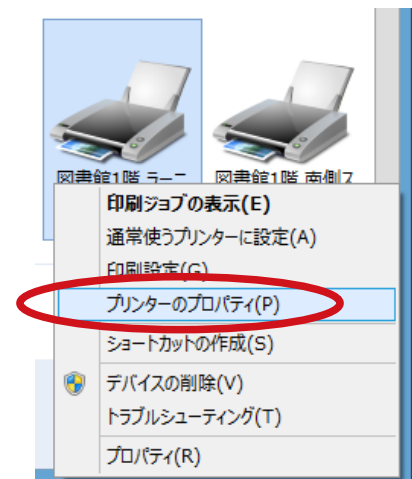 図書館1階 ラーニ
図書館1階 南側ス
印刷ジョブの表示(E)
通常使うプリンターに設定(A)
印刷設定(G)
プリンターのプロパティ(P)
ショートカットの作成(S)
デバイスの削除(V)
トラブルシューティング(T)
プロパティ(R)